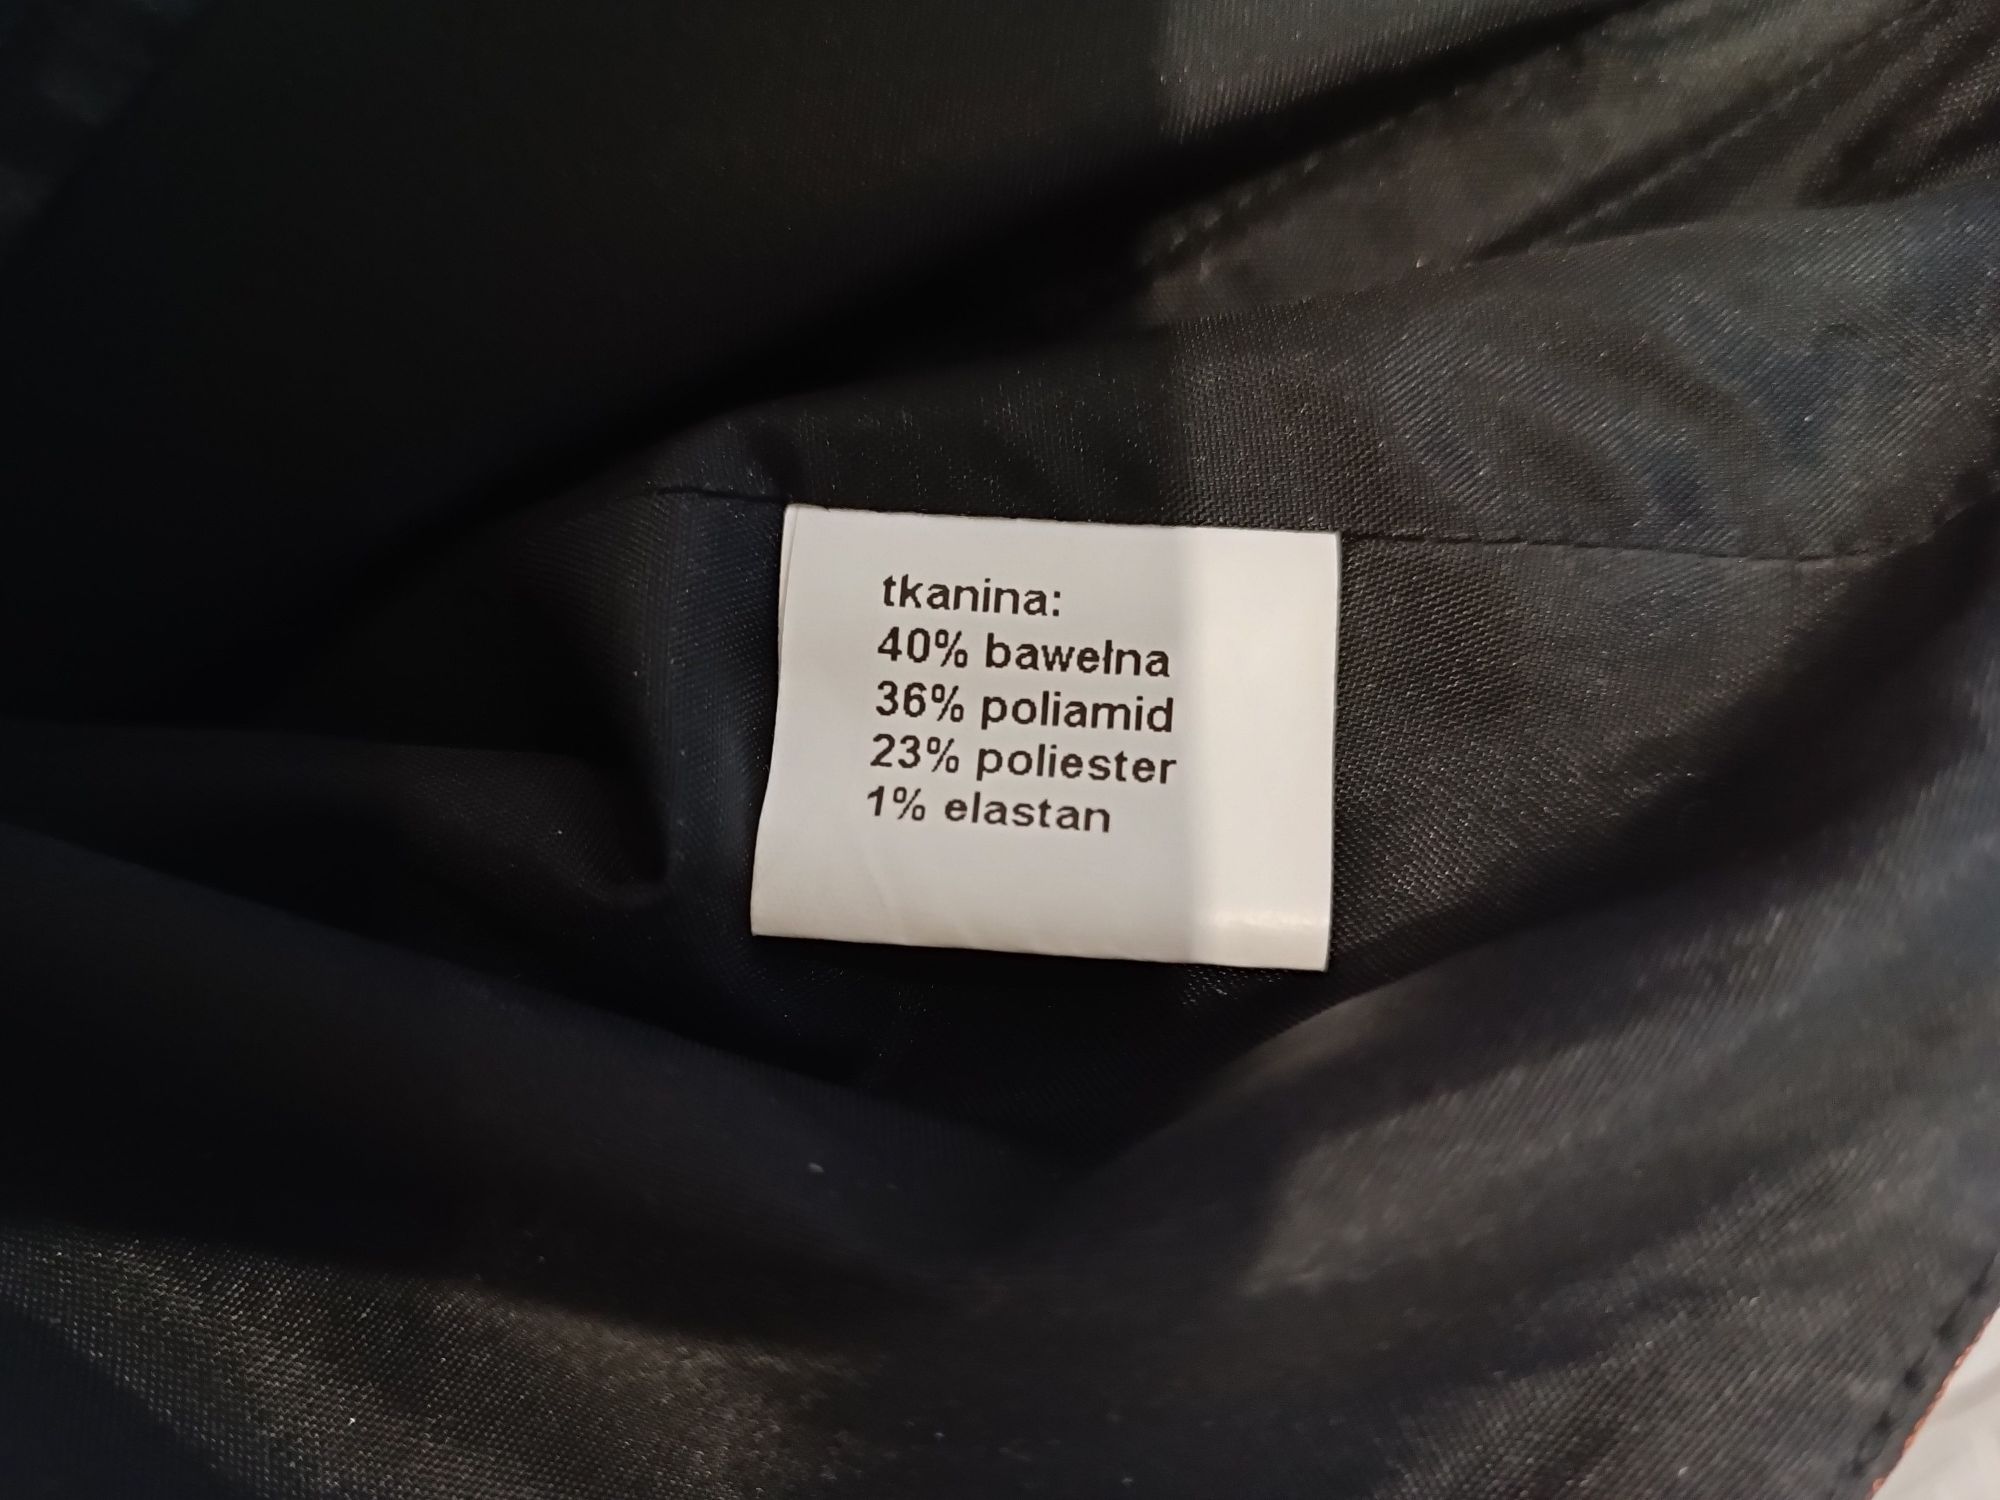 tkanina:
40% bawełna
36% poliamid
23% poliester
1% elastan